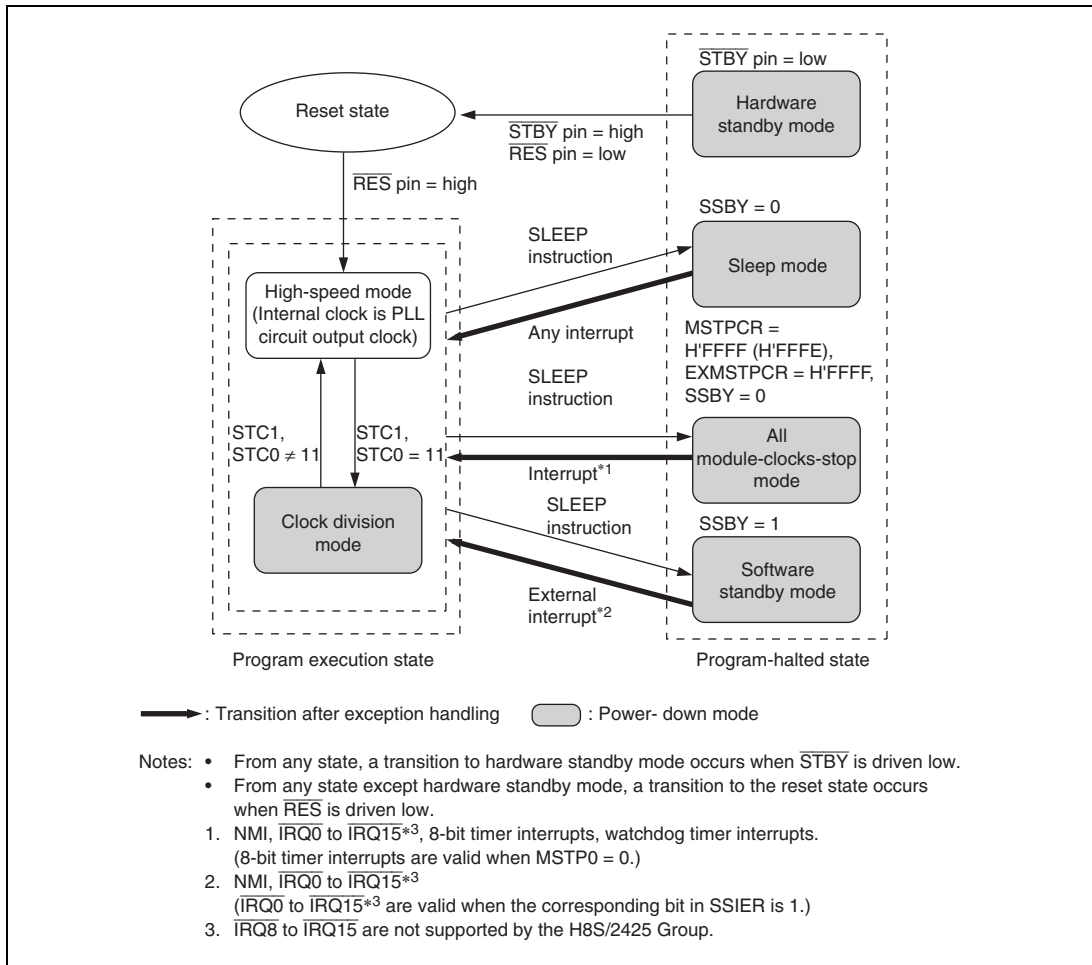 STBY pin = low
Hardware
standby mode
Reset state
STBY pin = high
RES pin = low
RES pin = high
SSBY = 0
SLEEP
instruction
Sleep mode
High-speed mode
(Internal clock is PLL
circuit output clock)
Any interrupt
MSTPCR =
H'FFFF (H'FFFE),
EXMSTPCR = H'FFFF,
SSBY = 0
SLEEP
instruction
STC1,
STC0 ≠ 11
STC1,
STC0 = 11
All
module-clocks-stop
mode
Interrupt*1
SLEEP
instruction
SSBY = 1
Clock division
mode
Software
standby mode
External
interrupt*2
Program execution state
Program-halted state
: Transition after exception handling
: Power- down mode
Notes: • From any state, a transition to hardware standby mode occurs when STBY is driven low.
• From any state except hardware standby mode, a transition to the reset state occurs
when RES is driven low.
1. NMI, IRQ0 to IRQ15*3, 8-bit timer interrupts, watchdog timer interrupts.
(8-bit timer interrupts are valid when MSTP0 = 0.)
2. NMI, IRQ0 to IRQ15*3
(IRQ0 to IRQ15*3 are valid when the corresponding bit in SSIER is 1.)
3. IRQ8 to IRQ15 are not supported by the H8S/2425 Group.